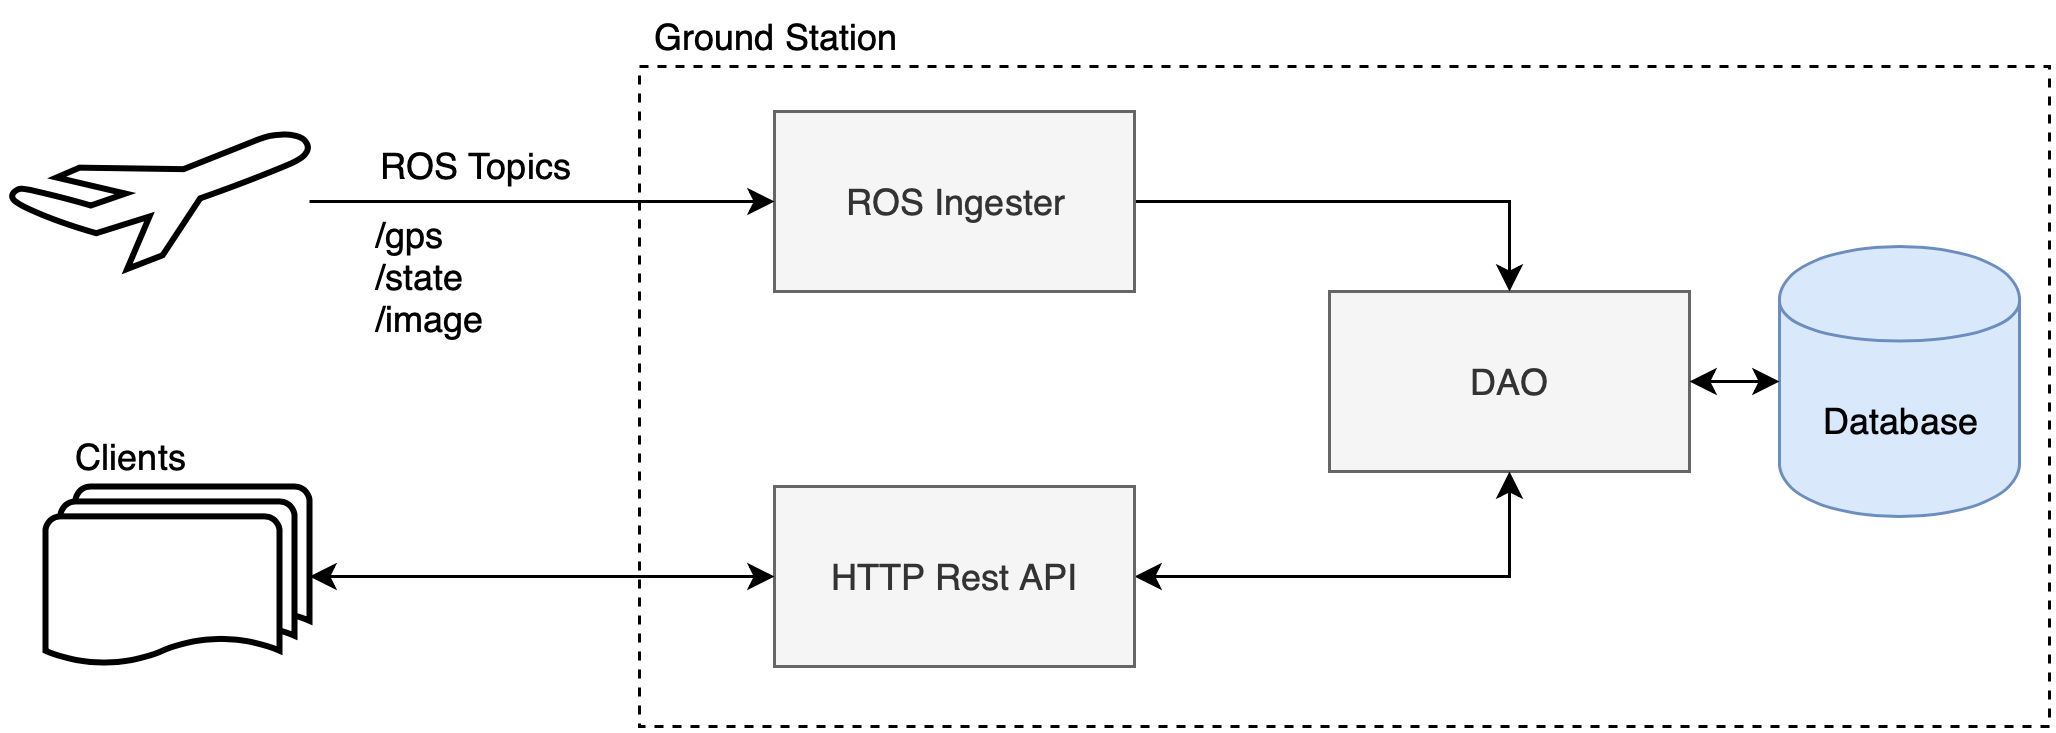 Ground Station
ROS Topics
/gps
/state
/image
ROS Ingester
DAO
Database
Clients
HTTP Rest API